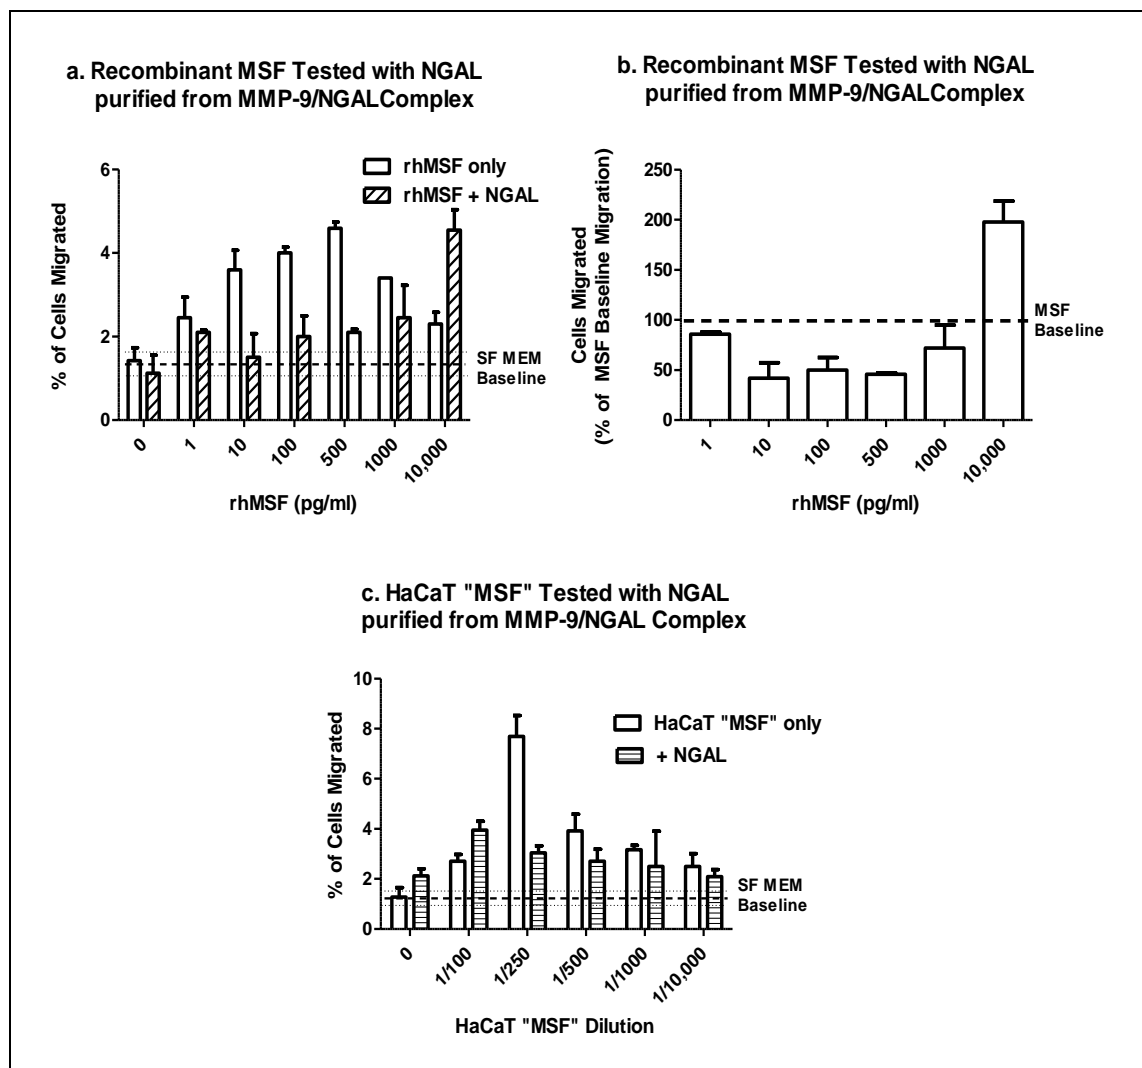 a. Recombinant MSF Tested with NGAL
purified from MMP-9/NGALComplex
% of Cells Migrated
6
4
2
0
rhMSF only
rhMSF + NGAL
SF MEM
Baseline
0
1
10
100
500
1000
10,000
rhMSF (pg/ml)
b. Recombinant MSF Tested with NGAL
purified from MMP-9/NGALComplex
Cells Migrated
(% of MSF Baseline Migration)
250
200
150
100
50
0
MSF
Baseline
1
10
100
500
1000
10,000
rhMSF (pg/ml)
c. HaCaT "MSF" Tested with NGAL
purified from MMP-9/NGAL Complex
% of Cells Migrated
10
8
6
4
2
0
HaCaT "MSF" only
+ NGAL
SF MEM
Baseline
0
1/100
1/250
1/500
1/1000
1/10,000
HaCaT "MSF" Dilution